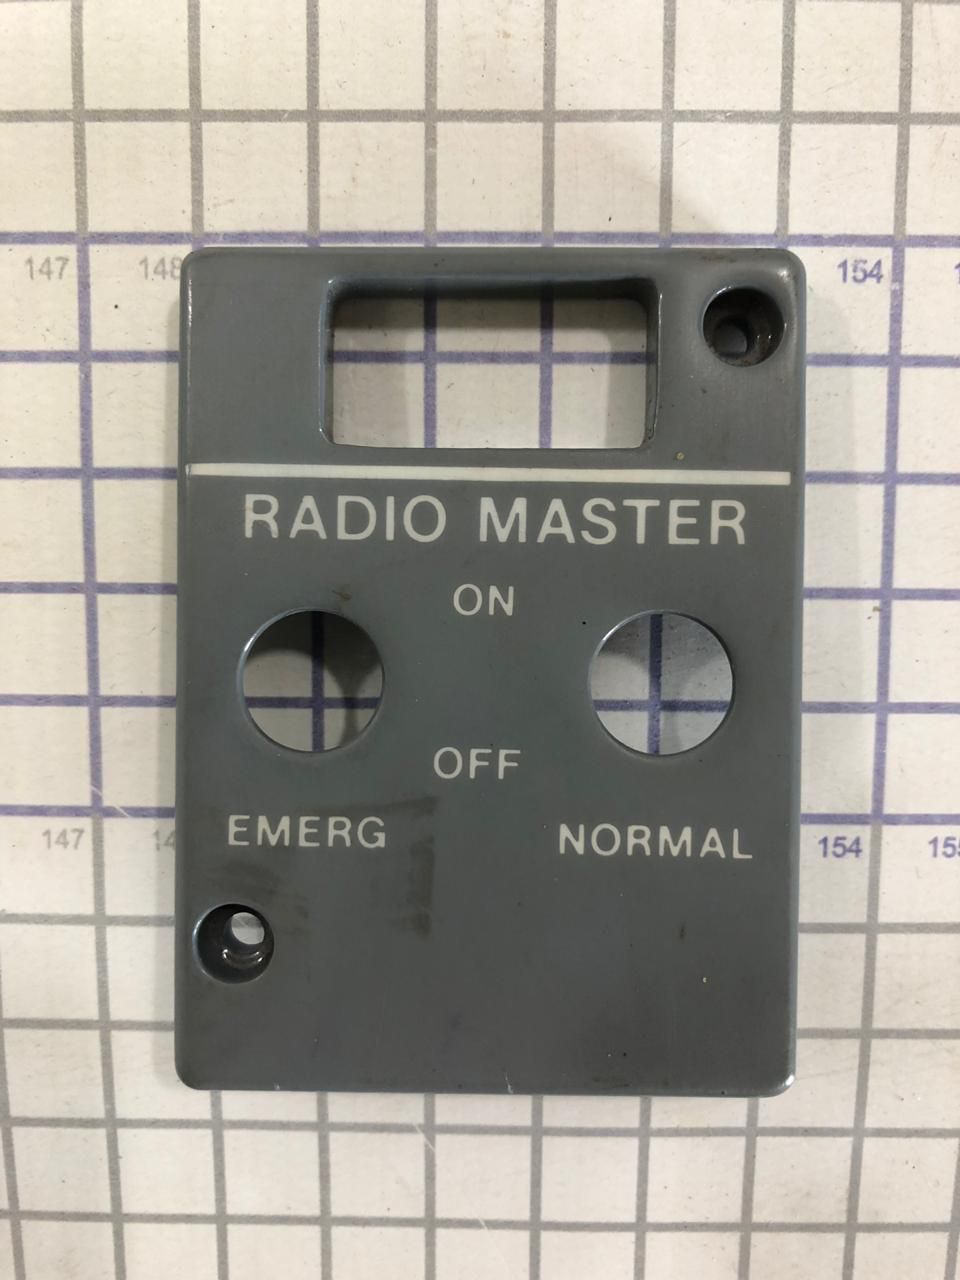 147 148 154
RADIO MASTER
ON
OFF
EMERG NORMAL
147 154